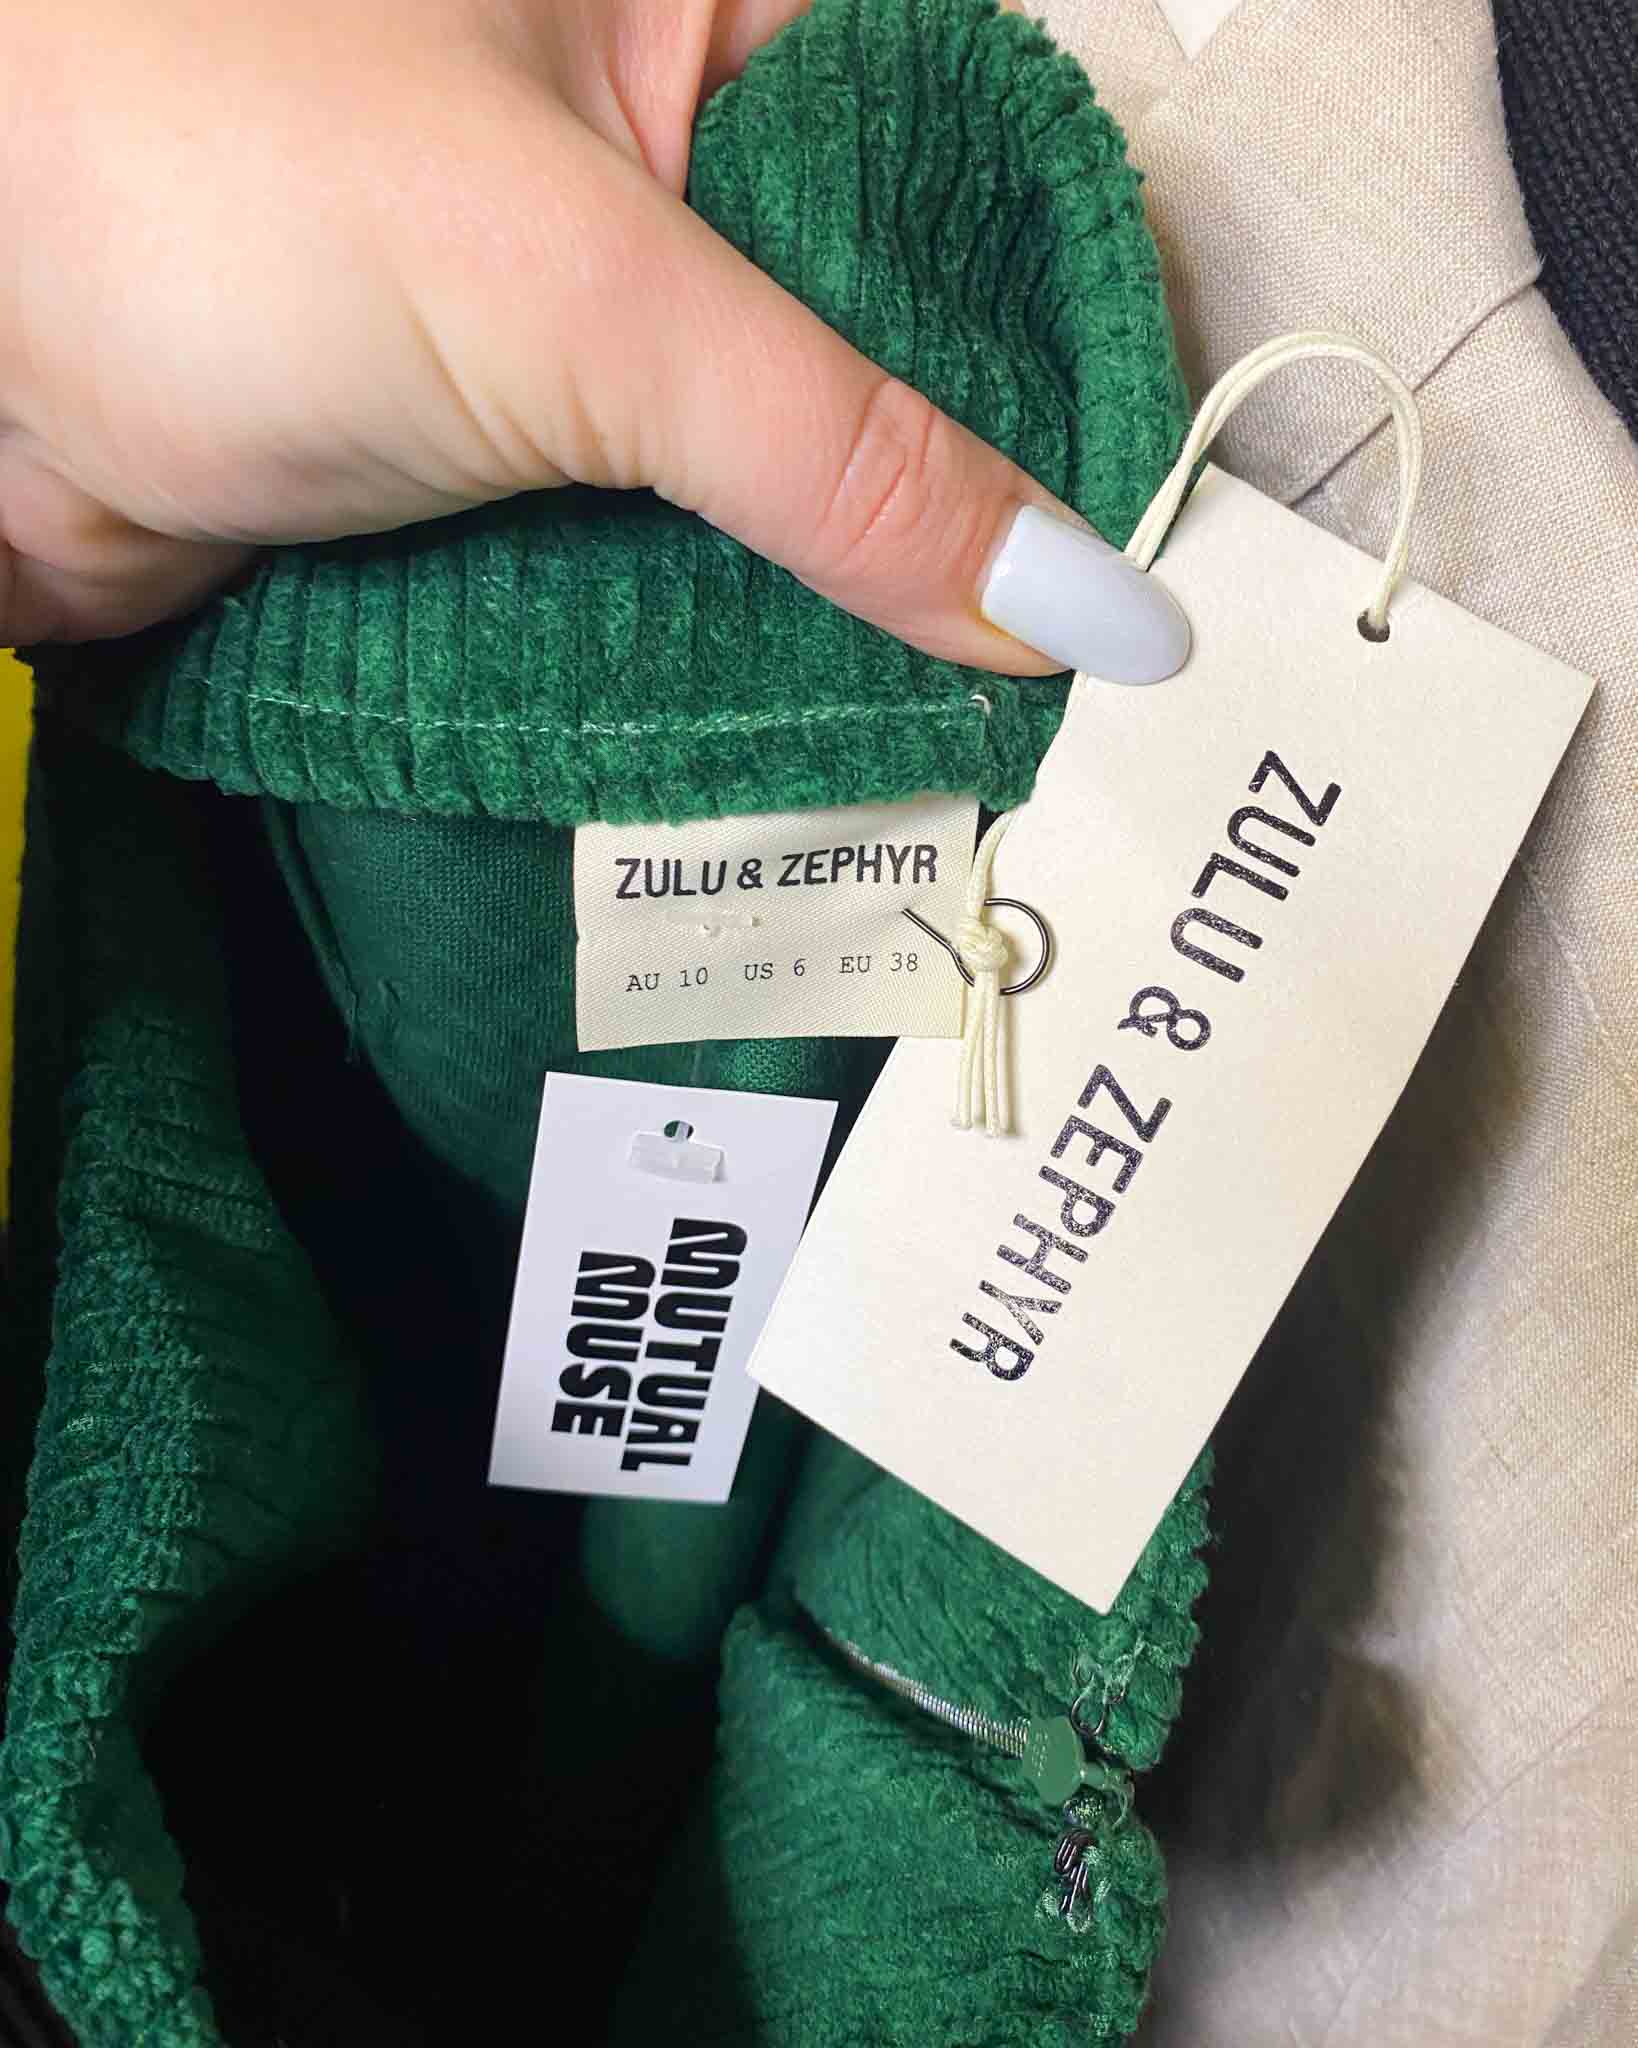 ZULU & ZEPHYR
AU 10 US 6 EU 38
ZULU & ZEPHYR
MUTUAL
MUSE